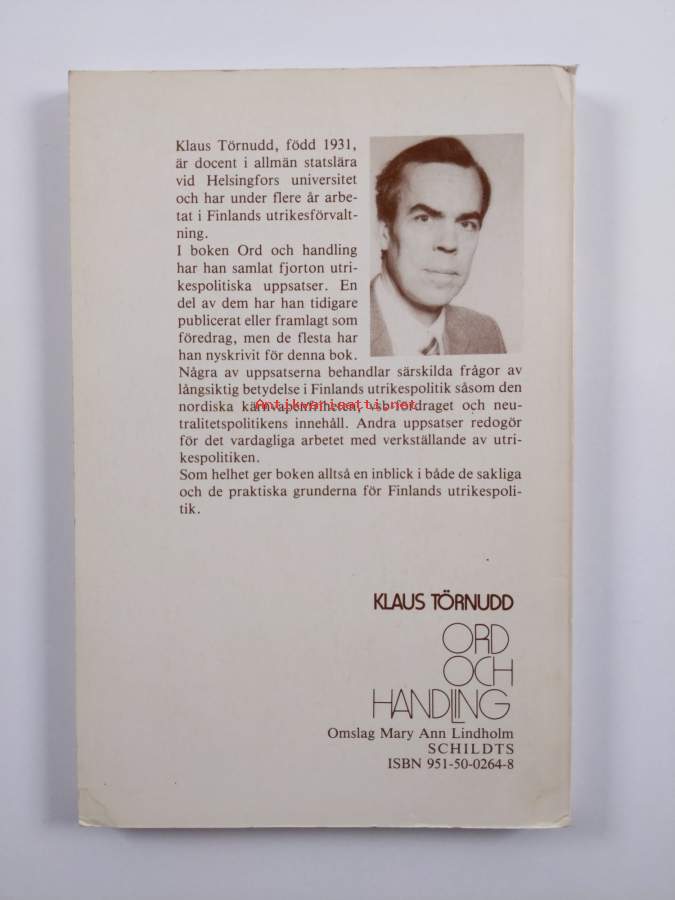 Klaus Törnudd, född 1931,
är docent i allmän statslära
vid Helsingfors universitet
och har under flere år arbe-
tat i Finlands utrikesförvalt-
ning.
I boken Ord och handling
har han samlat fjorton utri-
kespolitiska uppsatser. En
del av dem har han tidigare
publicerat eller framlagt som
föredrag, men de flesta har
han nyskrivit för denna bok.
Några av uppsatserna behandlar särskilda frågor av
långsiktig betydelse i Finlands utrikespolitik såsom den
nordiska kärnvapenfriheten, vsb-fördraget och neu-
Antikvariaatti.net
tralitetspolitikens innehåll. Andra uppsatser redogör
för det vardagliga arbetet med verkställande av utri-
kespolitiken.
Som helhet ger boken alltså en inblick i både de sakliga
och de praktiska grunderna för Finlands utrikespoli-
tik.
KLAUS TÖRNUDD
ORD
OCH
HANDLING
Omslag Mary Ann Lindholm
SCHILDTS
ISBN 951-50-0264-8